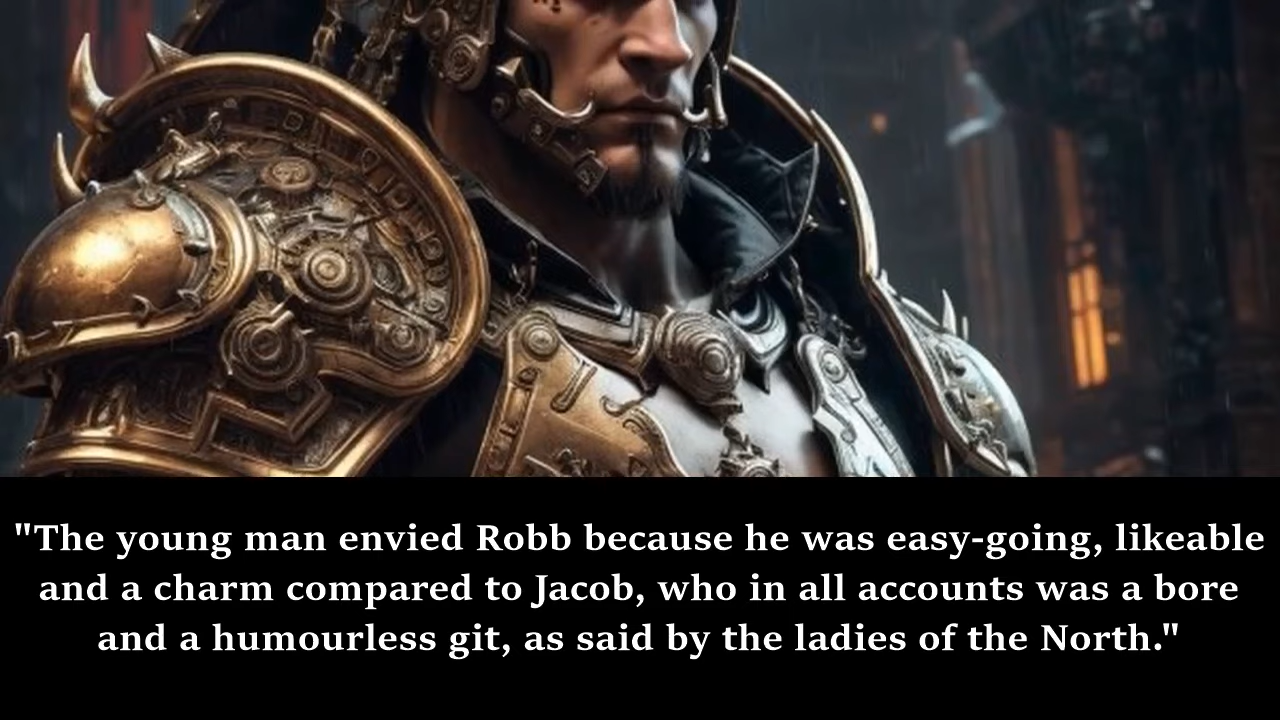 "The young man envied Robb because he was easy-going, likeable
and a charm compared to Jacob, who in all accounts was a bore
and a humourless git, as said by the ladies of the North."